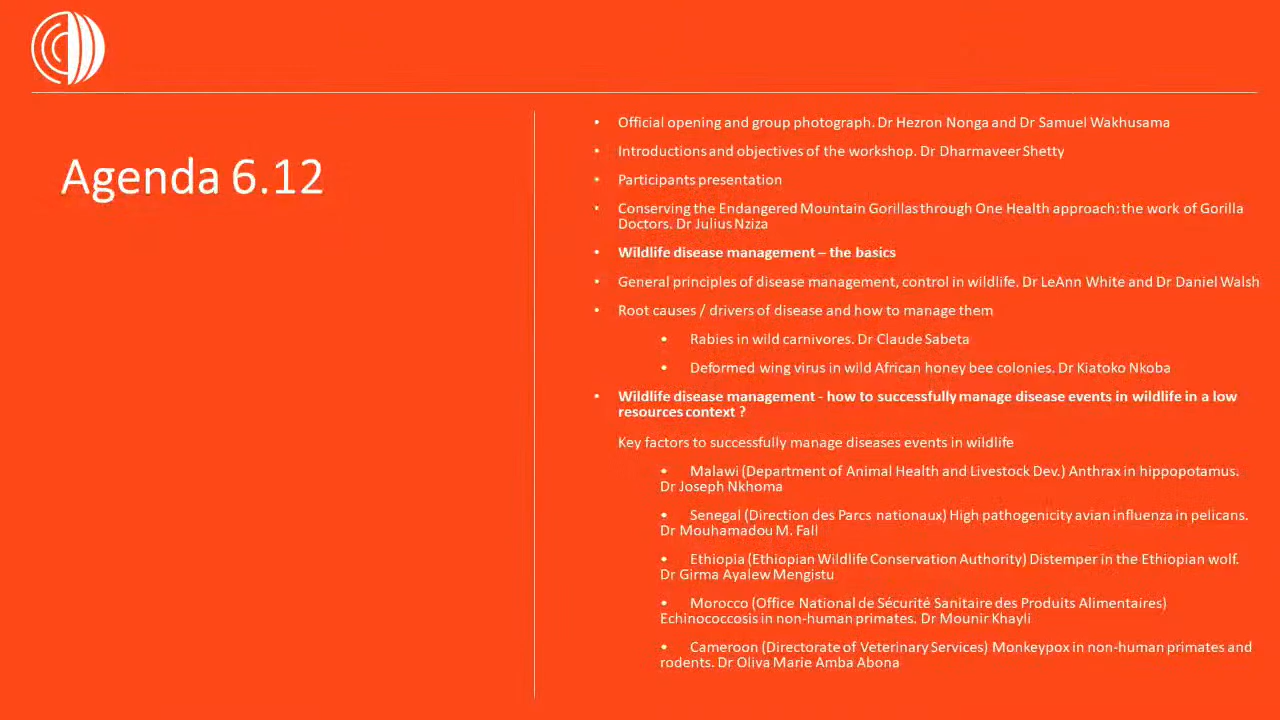 Agenda 6.12
• Official opening and group photograph. Dr Hezron Nonga and Dr Samuel Wakhusama
• Introductions and objectives of the workshop. Dr Dharmaveer Shetty
• Participants presentation
• Conserving the Endangered Mountain Gorillas through One Health approach: the work of Gorilla
Doctors. Dr Julius Nziza
• Wildlife disease management – the basics
• General principles of disease management, control in wildlife. Dr LeAnn White and Dr Daniel Walsh
• Root causes / drivers of disease and how to manage them
• Rabies in wild carnivores. Dr Claude Sabeta
• Deformed wing virus in wild African honey bee colonies. Dr Kiatoko Nkoba
• Wildlife disease management - how to successfully manage disease events in wildlife in a low
resources context ?
Key factors to successfully manage diseases events in wildlife
• Malawi (Department of Animal Health and Livestock Dev.) Anthrax in hippopotamus.
Dr Joseph Nkhoma
• Senegal (Direction des Parcs nationaux) High pathogenicity avian influenza in pelicans.
Dr Mouhamadou M. Fall
• Ethiopia (Ethiopian Wildlife Conservation Authority) Distemper in the Ethiopian wolf.
Dr Girma Ayalew Mengistu
• Morocco (Office National de Sécurité Sanitaire des Produits Alimentaires)
Echinococcosis in non-human primates. Dr Mounir Khayli
• Cameroon (Directorate of Veterinary Services) Monkeypox in non-human primates and
rodents. Dr Oliva Marie Amba Abona